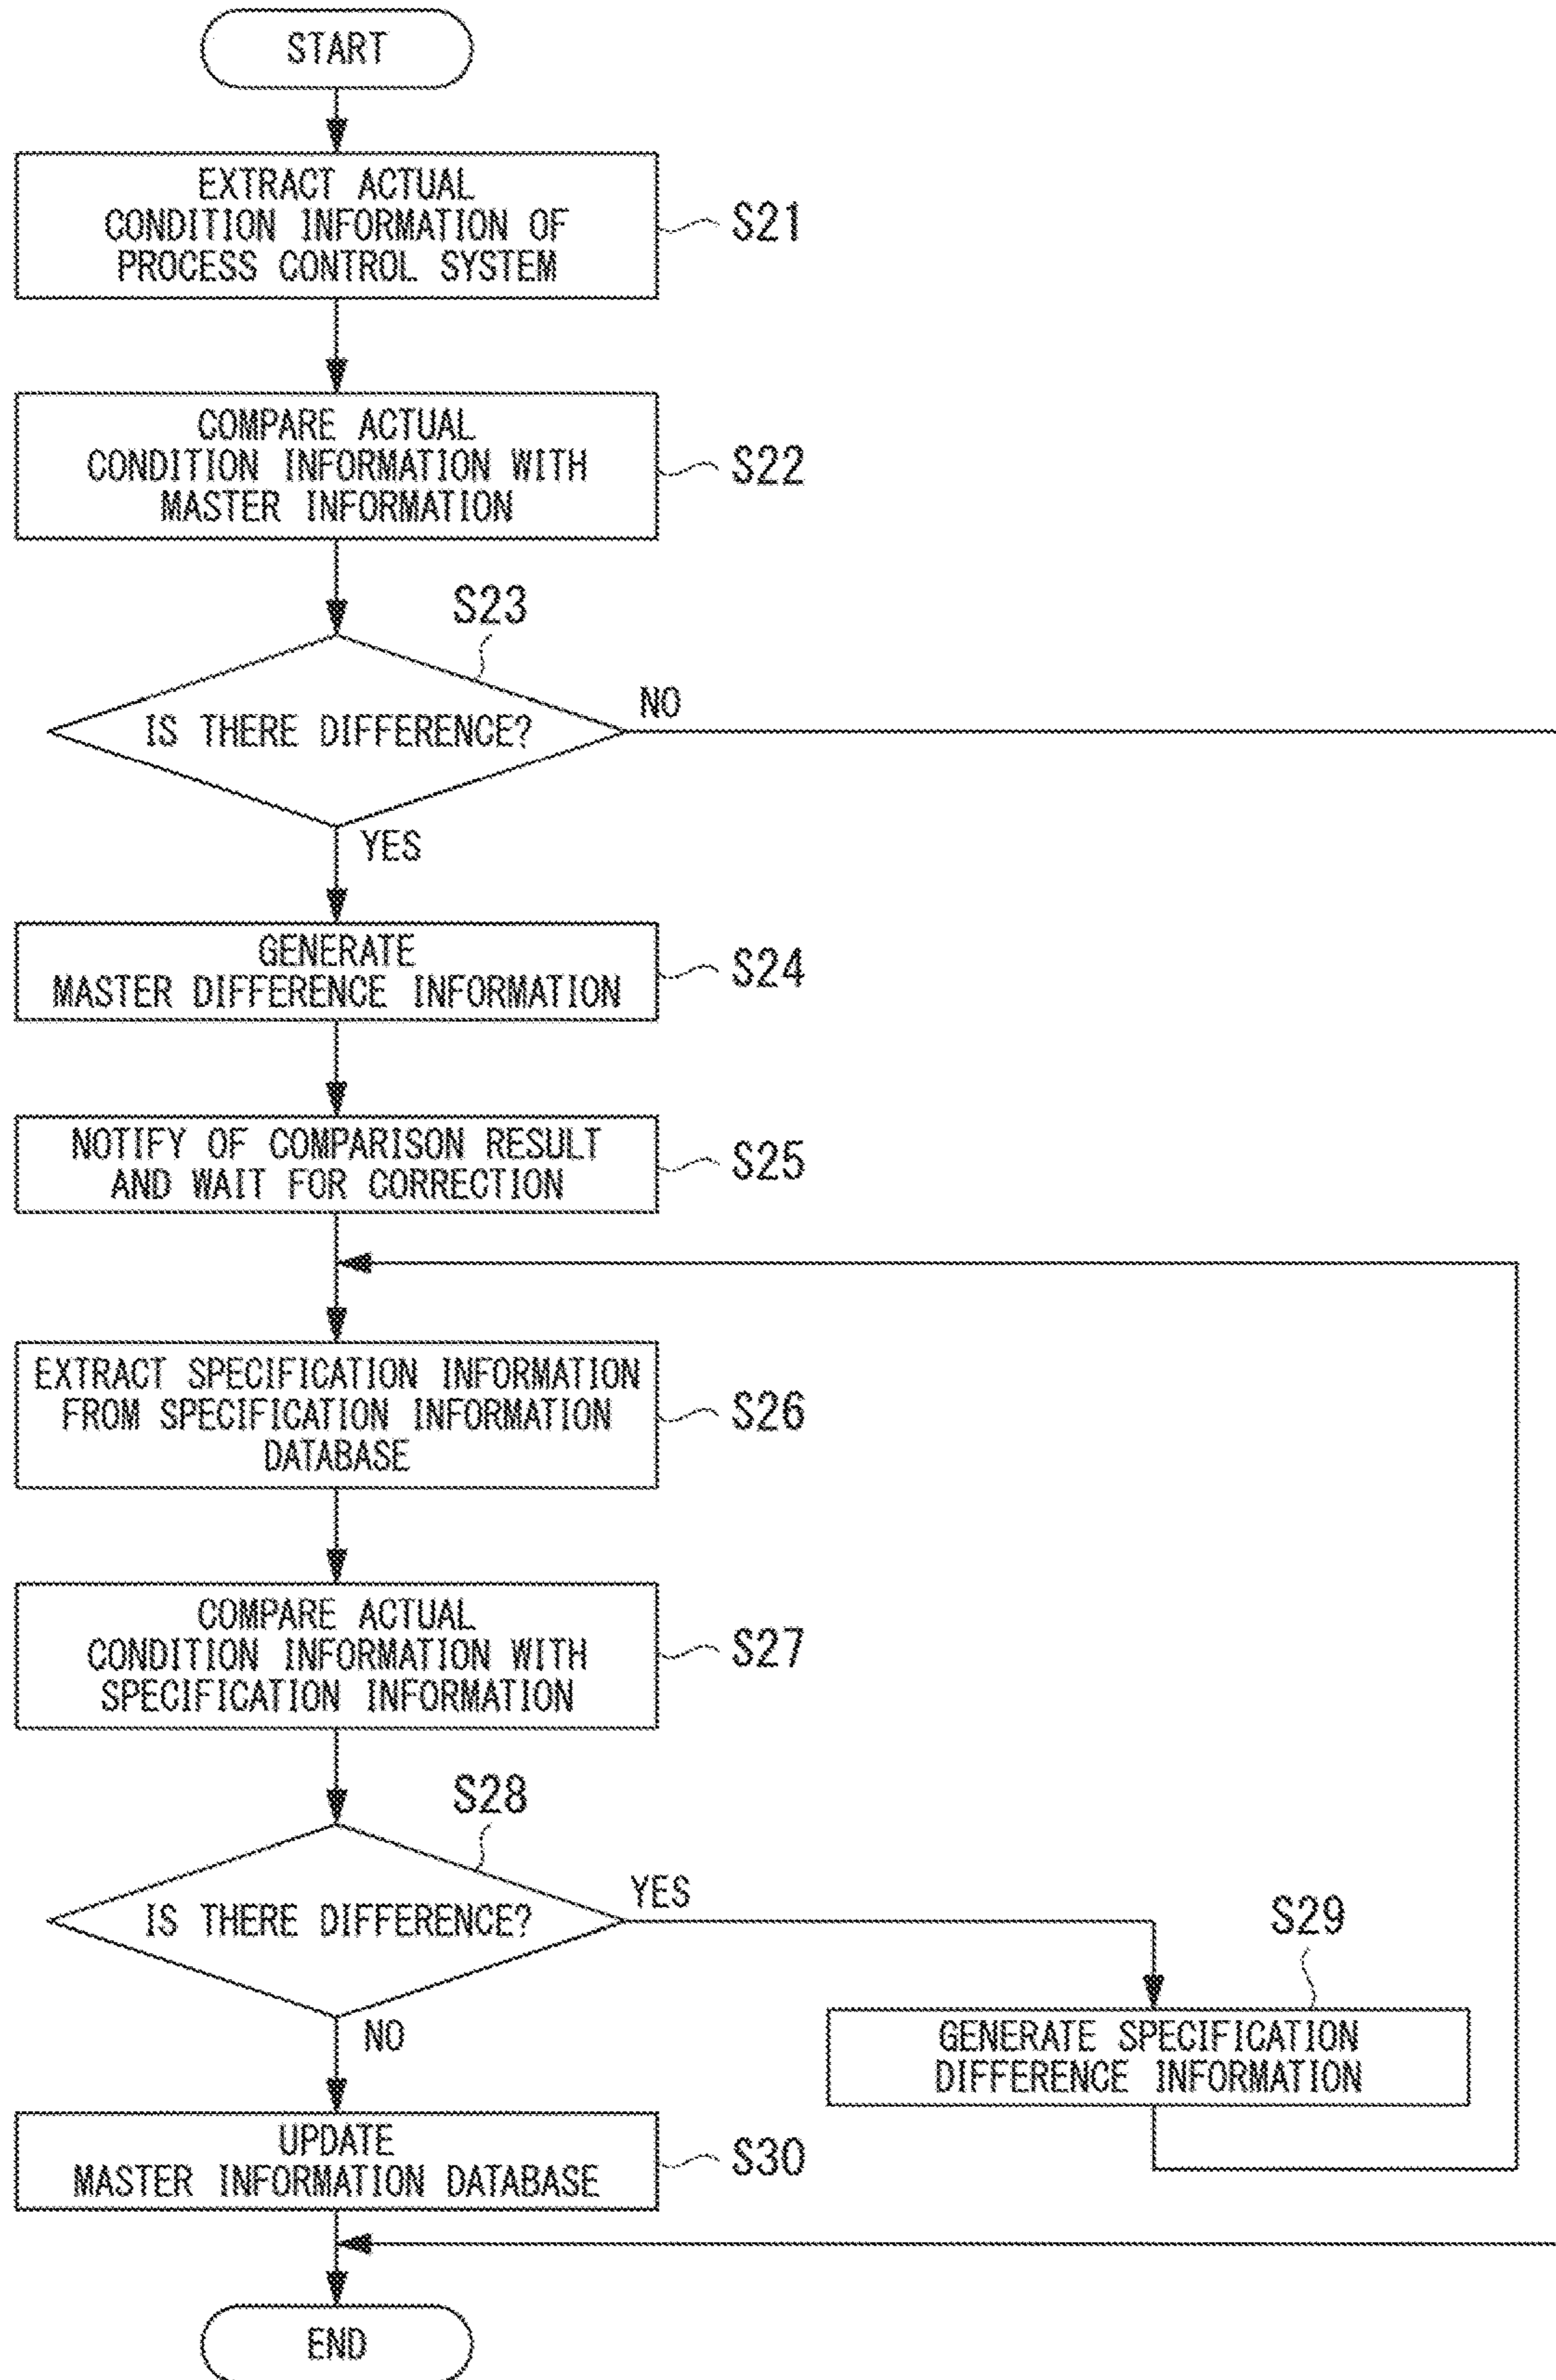 START
EXTRACT ACTUAL
CONDITION INFORMATION OF
PROCESS CONTROL SYSTEM
S21
COMPARE ACTUAL
CONDITION INFORMATION WITH
MASTER INFORMATION
S22
S23
IS THERE DIFFERENCE?
NO
YES
GENERATE
MASTER DIFFERENCE INFORMATION
S24
NOTIFY OF COMPARISON RESULT
AND WAIT FOR CORRECTION
S25
EXTRACT SPECIFICATION INFORMATION
FROM SPECIFICATION INFORMATION
DATABASE
S26
COMPARE ACTUAL
CONDITION INFORMATION WITH
SPECIFICATION INFORMATION
S27
S28
IS THERE DIFFERENCE?
YES
NO
S29
GENERATE SPECIFICATION
DIFFERENCE INFORMATION
UPDATE
MASTER INFORMATION DATABASE
S30
END